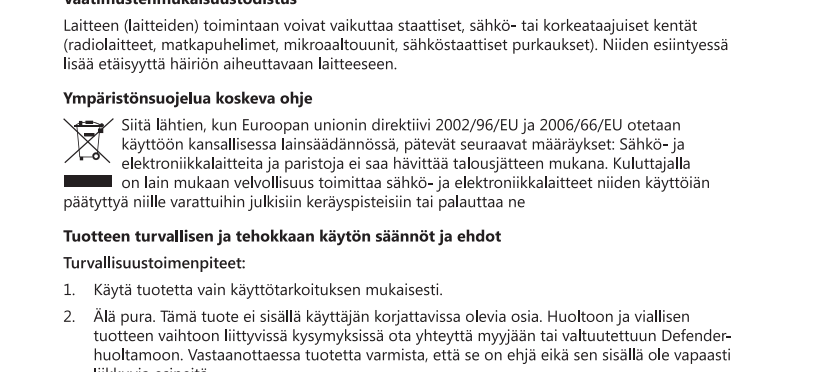 Vaatimustenmukaisuustodistus
Laitteen (laitteiden) toimintaan voivat vaikuttaa staattiset, sähkö- tai korkeataajuiset kentät
(radiolaitteet, matkapuhelimet, mikroaaltouunit, sähköstaattiset purkaukset). Niiden esiintyessä
lisää etäisyyttä häiriön aiheuttavaan laitteeseen.
Ympäristönsuojelua koskeva ohje
Siitä lähtien, kun Euroopan unionin direktiivi 2002/96/EU ja 2006/66/EU otetaan
käyttöön kansallisessa lainsäädännössä, pätevät seuraavat määräykset: Sähkö- ja
elektroniikkalaitteita ja paristoja ei saa hävittää talousjätteen mukana. Kuluttajalla
on lain mukaan velvollisuus toimittaa sähkö- ja elektroniikkalaitteet niiden käyttöiän
päätyttyä niille varattuihin julkisiin keräyspisteisiin tai palauttaa ne
Tuotteen turvallisen ja tehokkaan käytön säännöt ja ehdot
Turvallisuustoimenpiteet:
1. Käytä tuotetta vain käyttötarkoituksen mukaisesti.
2. Älä pura. Tämä tuote ei sisällä käyttäjän korjattavissa olevia osia. Huoltoon ja viallisen
tuotteen vaihtoon liittyvissä kysymyksissä ota yhteyttä myyjään tai valtuutettuun Defender-
huoltamoon. Vastaanottaessa tuotetta varmista, että se on ehjä eikä sen sisällä ole vapaasti